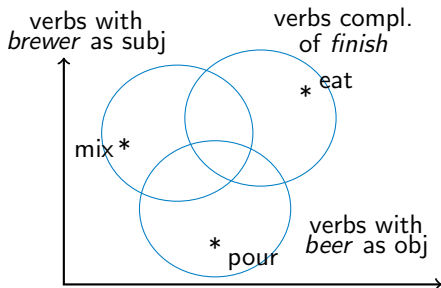 verbs with
brewer as subj
verbs compl.
of finish
* eat
mix *
*
pour
verbs with
beer as obj